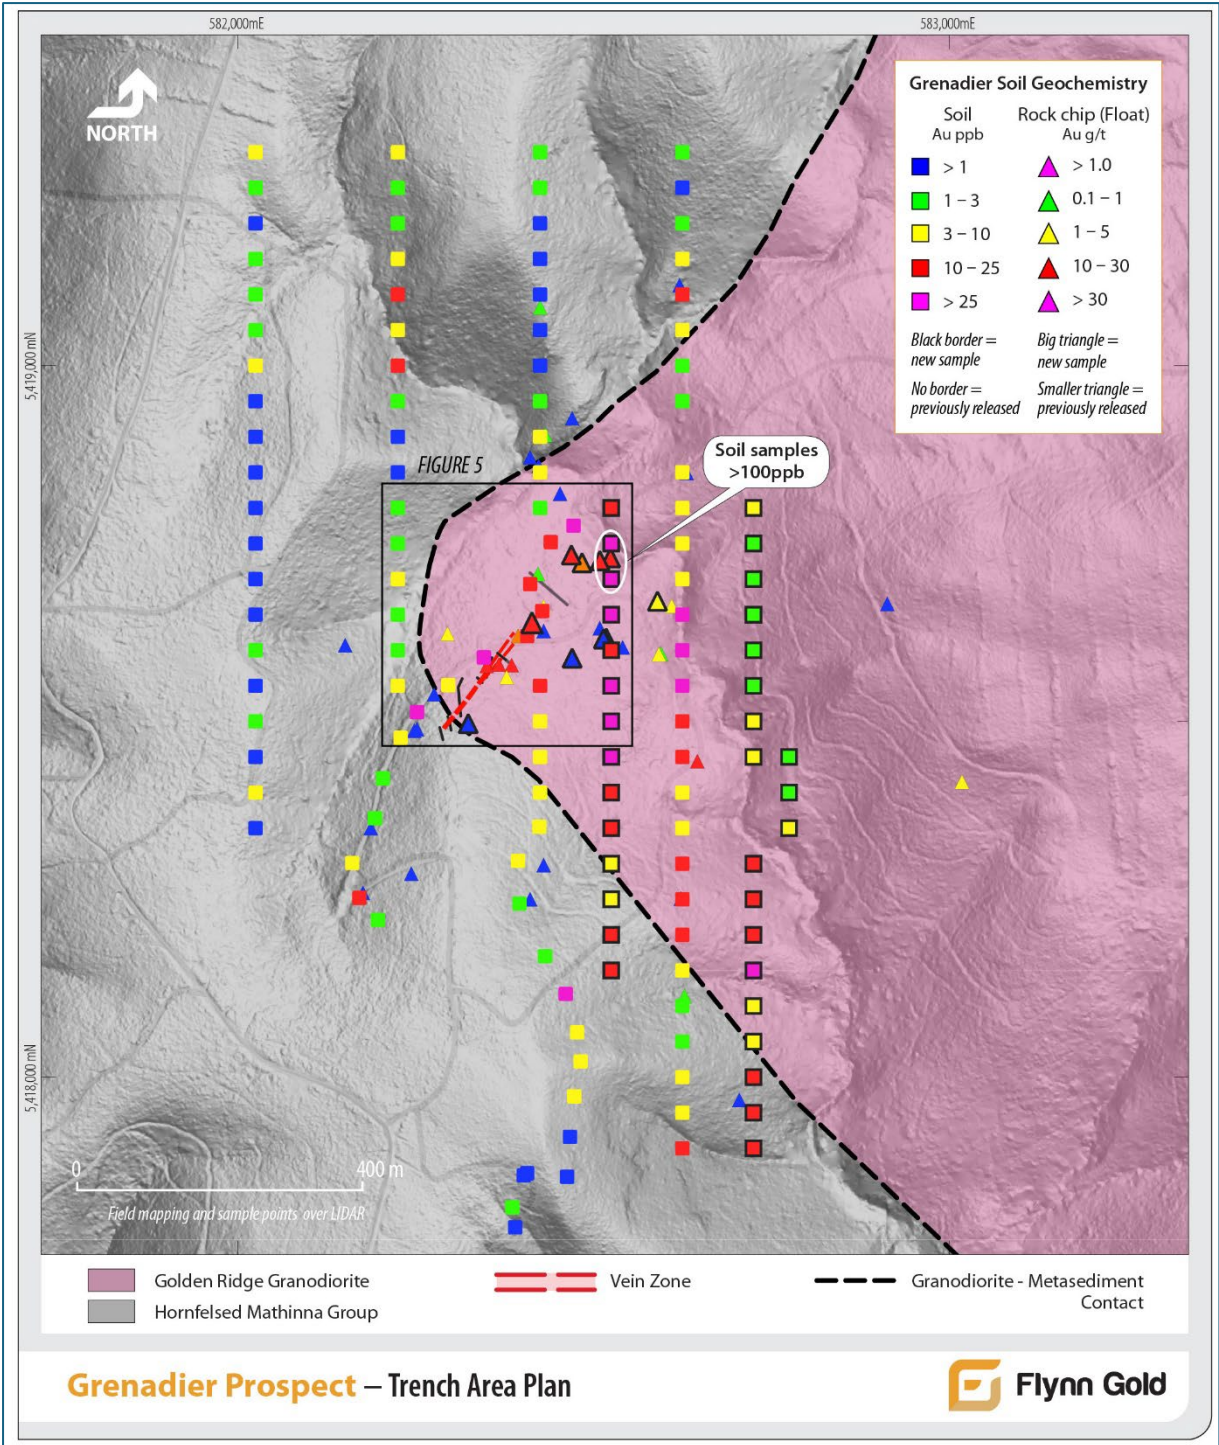 582,000mE
583,000mE
NORTH
Grenadier Soil Geochemistry
Soil
Au ppb
Rock chip (Float)
Au g/t
> 1
> 1.0
1 – 3
0.1 – 1
3 – 10
1 – 5
10 – 25
10 – 30
> 25
> 30
Black border =
new sample
Big triangle =
new sample
No border =
previously released
Smaller triangle =
previously released
5,419,000 mN
FIGURE 5
Soil samples
>100ppb
5,418,000 mN
0
400 m
Field mapping and sample points over LIDAR
Golden Ridge Granodiorite
Vein Zone
Granodiorite - Metasediment
Contact
Hornfelsed Mathinna Group
Grenadier Prospect – Trench Area Plan
Flynn Gold